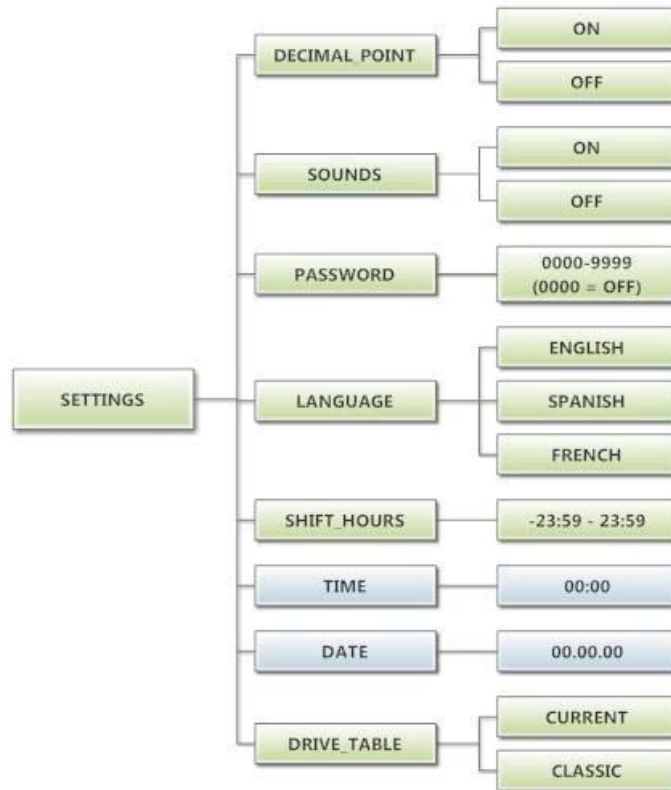 DECIMAL_POINT
ON
OFF
SOUNDS
ON
OFF
PASSWORD
0000-9999
(0000 = OFF)
SETTINGS
LANGUAGE
ENGLISH
SPANISH
FRENCH
SHIFT_HOURS
-23:59 - 23:59
TIME
00:00
DATE
00.00.00
DRIVE_TABLE
CURRENT
CLASSIC